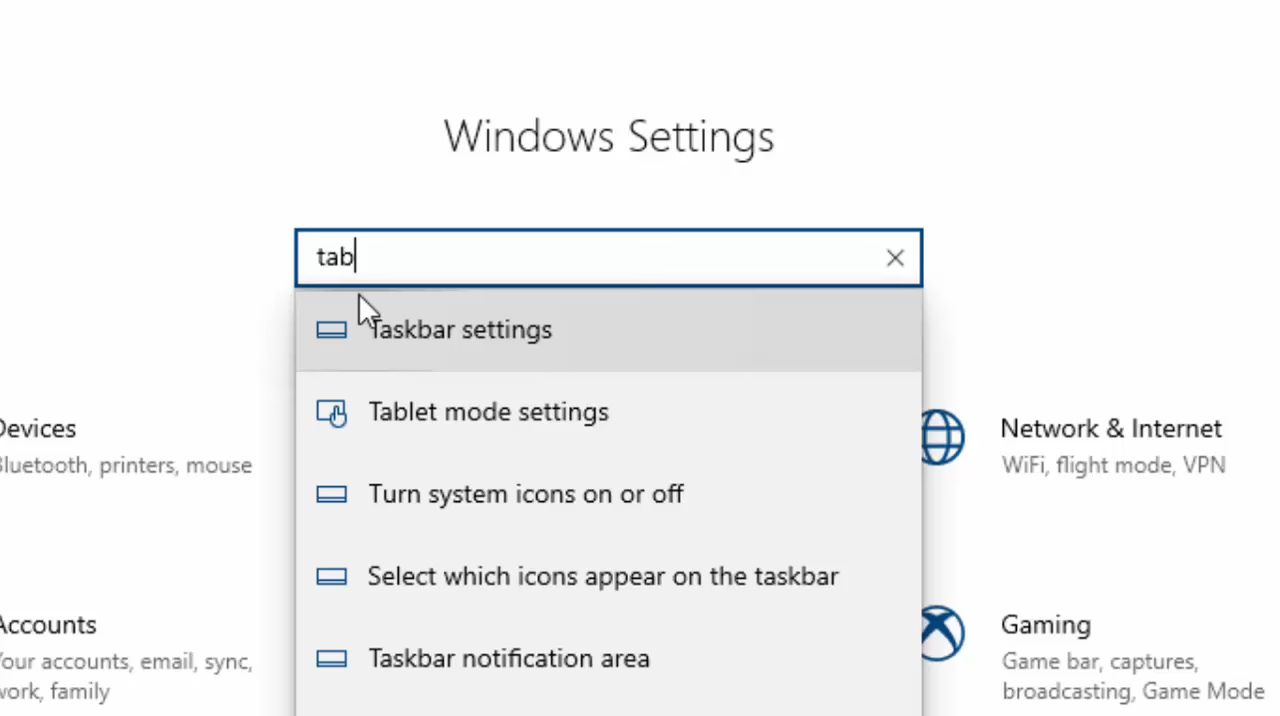 Windows Settings
tab
Taskbar settings
Tablet mode settings
Turn system icons on or off
Select which icons appear on the taskbar
Taskbar notification area
Devices
Bluetooth, printers, mouse
Network & Internet
WiFi, flight mode, VPN
Accounts
Your accounts, email, sync,
work, family
Gaming
Game bar, captures,
broadcasting, Game Mode